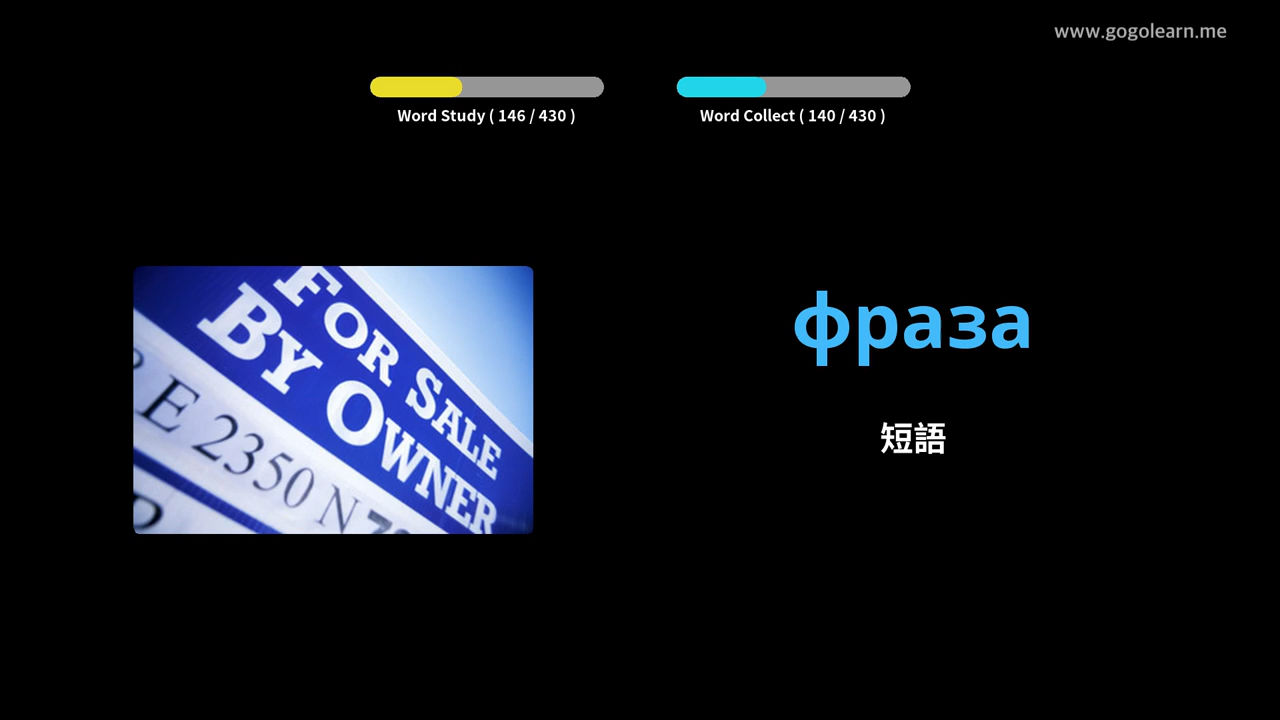 www.gogolearn.me
Word Study ( 146 / 430 )
Word Collect ( 140 / 430 )
FOR SALE
BY OWNER
E 2350 N
фраза
短語